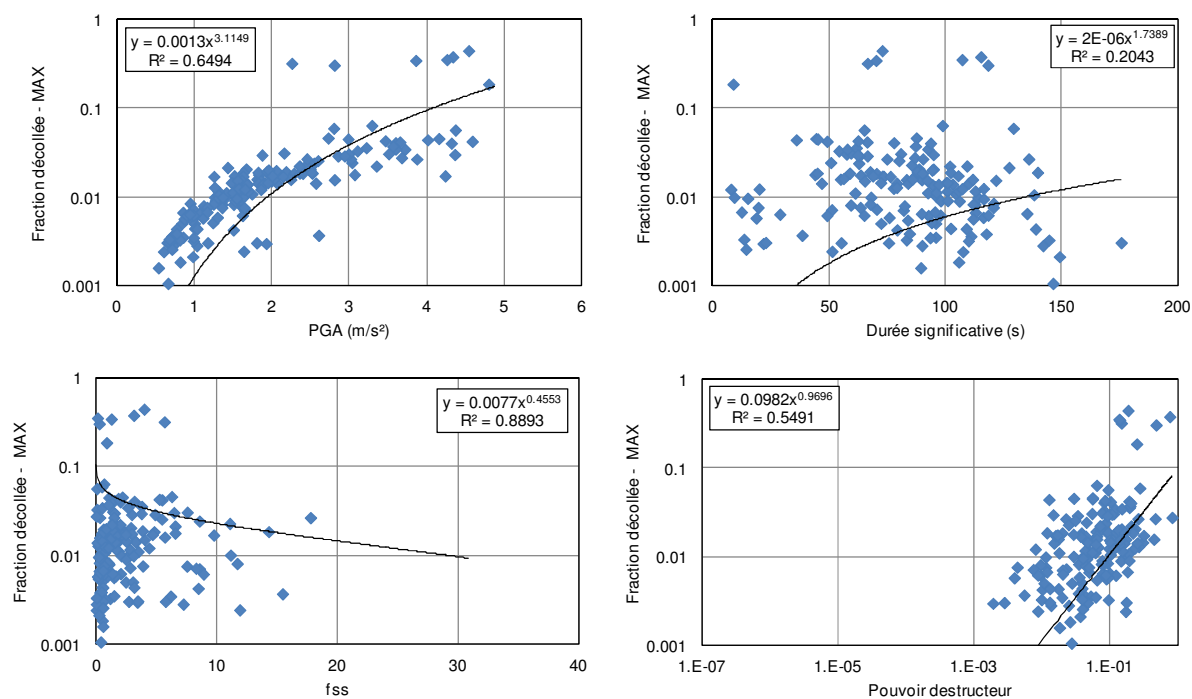 Fraction décollée - MAX
1
0.1
0.01
0.001
y = 0.0013x^3.1149
R² = 0.6494
0 1 2 3 4 5 6
PGA (m/s²)
Fraction décollée - MAX
1
0.1
0.01
0.001
y = 2E-06x^1.7389
R² = 0.2043
0 50 100 150 200
Durée significative (s)
Fraction décollée - MAX
1
0.1
0.01
0.001
y = 0.0077x^0.4553
R² = 0.8893
0 10 20 30 40
fss
Fraction décollée - MAX
1
0.1
0.01
0.001
y = 0.0982x^0.9696
R² = 0.5491
1.E-07 1.E-05 1.E-03 1.E-01
Pouvoir destructeur